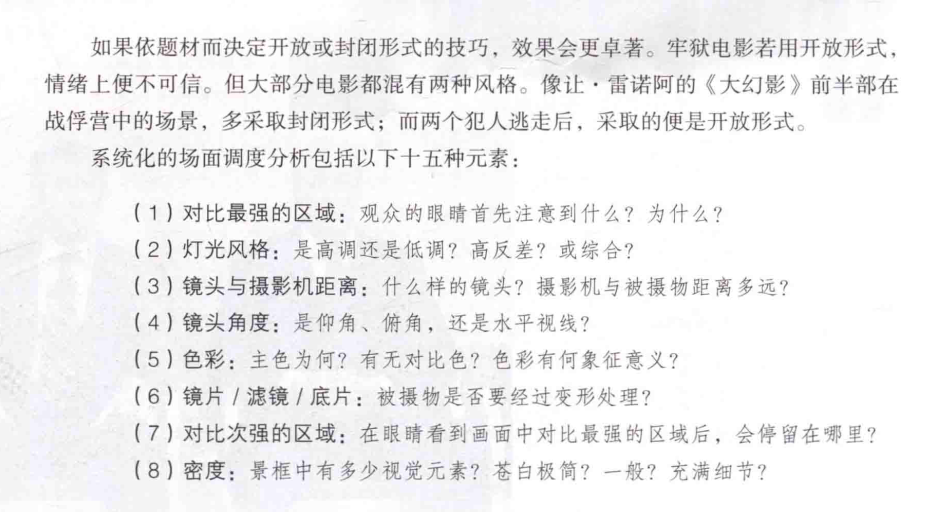 如果依题材而决定开放或封闭形式的技巧，效果会更卓著。牢狱电影若用开放形式，
情绪上便不可信。但大部分电影都混有两种风格。像让·雷诺阿的《大幻影》前半部在
战俘营中的场景，多采取封闭形式；而两个犯人逃走后，采取的便是开放形式。
系统化的场面调度分析包括以下十五种元素：
（1）对比最强的区域：观众的眼睛首先注意到什么？为什么？
（2）灯光风格：是高调还是低调？高反差？或综合？
（3）镜头与摄影机距离：什么样的镜头？摄影机与被摄物距离多远？
（4）镜头角度：是仰角、俯角，还是水平视线？
（5）色彩：主色为何？有无对比色？色彩有何象征意义？
（6）镜片/滤镜/底片：被摄物是否要经过变形处理？
（7）对比次强的区域：在眼睛看到画面中对比最强的区域后，会停留在哪里？
（8）密度：景框中有多少视觉元素？苍白极简？一般？充满细节？